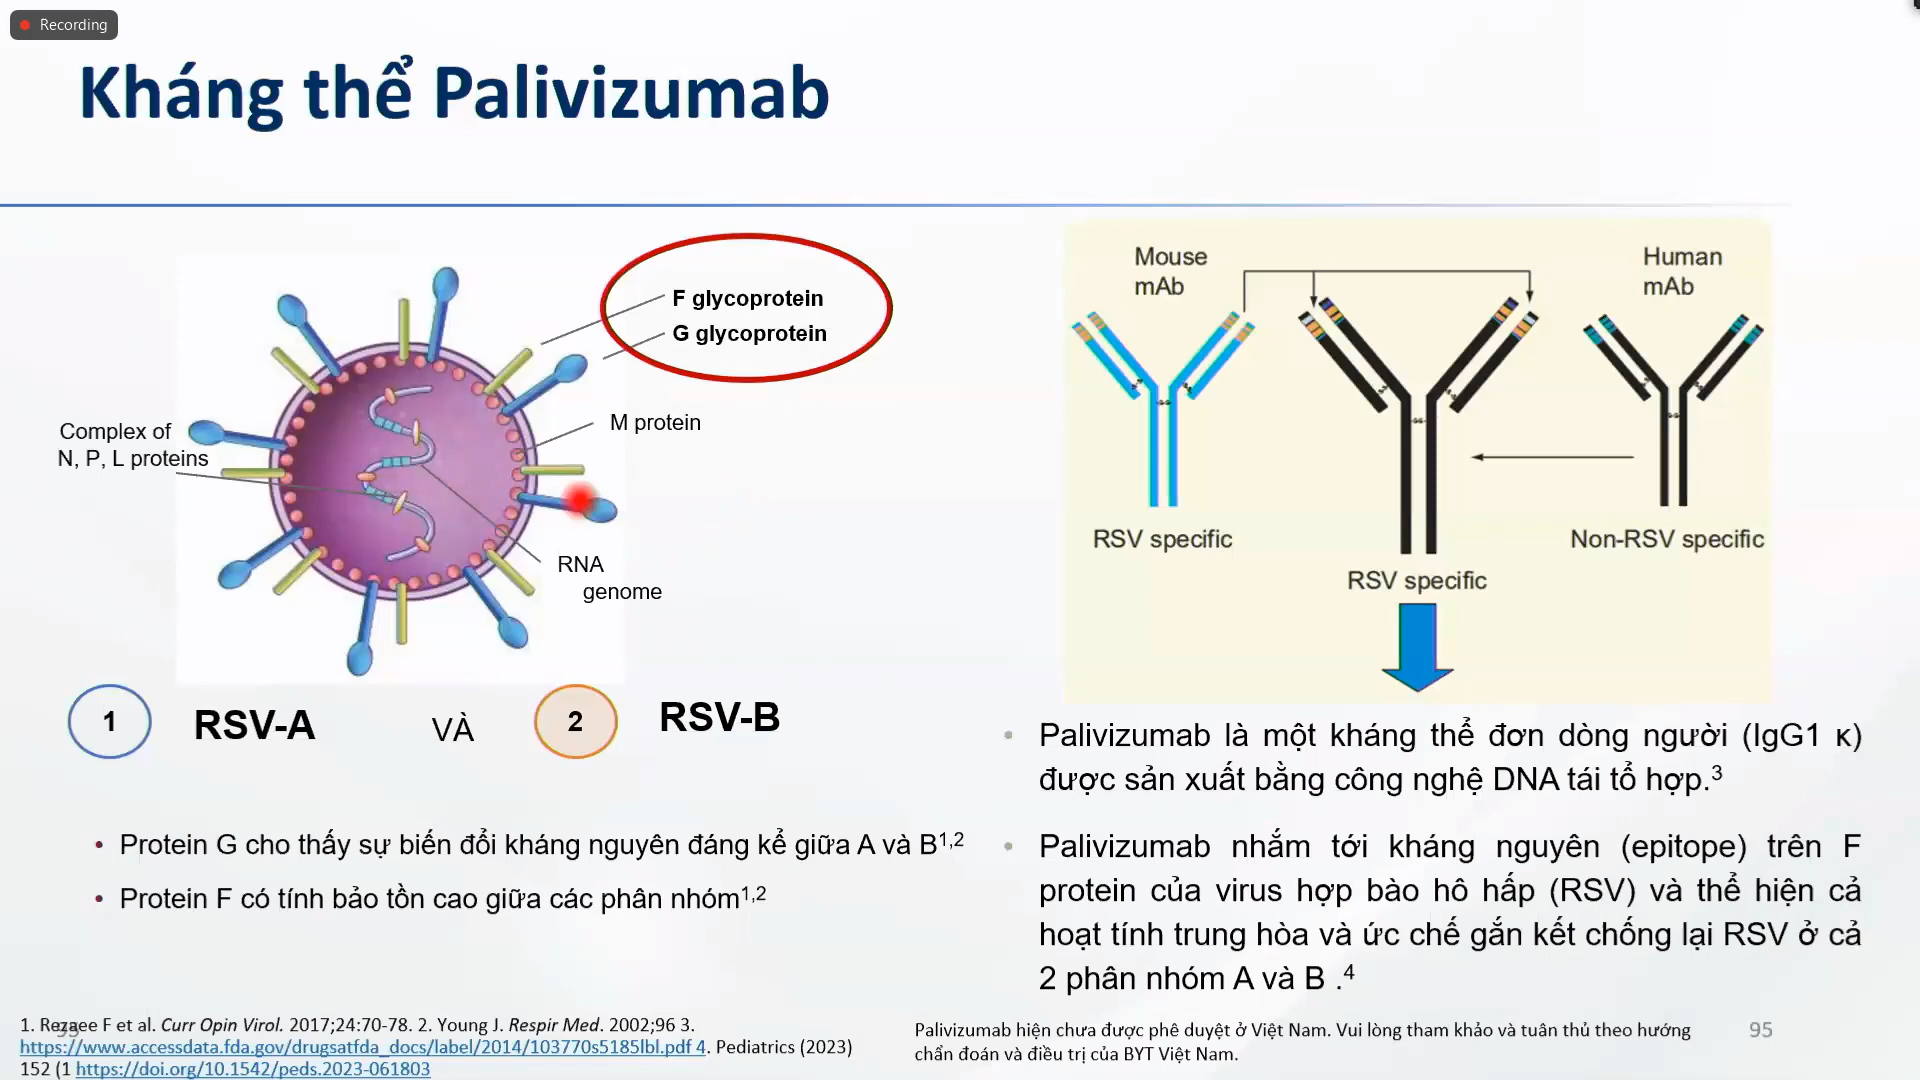 Recording
Kháng thể Palivizumab
F glycoprotein
G glycoprotein
M protein
Complex of
N, P, L proteins
RNA
genome
1
RSV-A
VÀ
2
RSV-B
• Protein G cho thấy sự biến đổi kháng nguyên đáng kể giữa A và B1,2
• Protein F có tính bảo tồn cao giữa các phân nhóm1,2
Mouse
mAb
Human
mAb
RSV specific
Non-RSV specific
RSV specific
• Palivizumab là một kháng thể đơn dòng người (IgG1 κ)
được sản xuất bằng công nghệ DNA tái tổ hợp.3
• Palivizumab nhắm tới kháng nguyên (epitope) trên F
protein của virus hợp bào hô hấp (RSV) và thể hiện cả
hoạt tính trung hòa và ức chế gắn kết chống lại RSV ở cả
2 phân nhóm A và B .4
1. Rezaee F et al. Curr Opin Virol. 2017;24:70-78. 2. Young J. Respir Med. 2002;96 3.
https://www.accessdata.fda.gov/drugsatfda_docs/label/2014/103770s5185lbl.pdf 4. Pediatrics (2023)
152 (1 https://doi.org/10.1542/peds.2023-061803
Palivizumab hiện chưa được phê duyệt ở Việt Nam. Vui lòng tham khảo và tuân thủ theo hướng
chẩn đoán và điều trị của BYT Việt Nam.
95